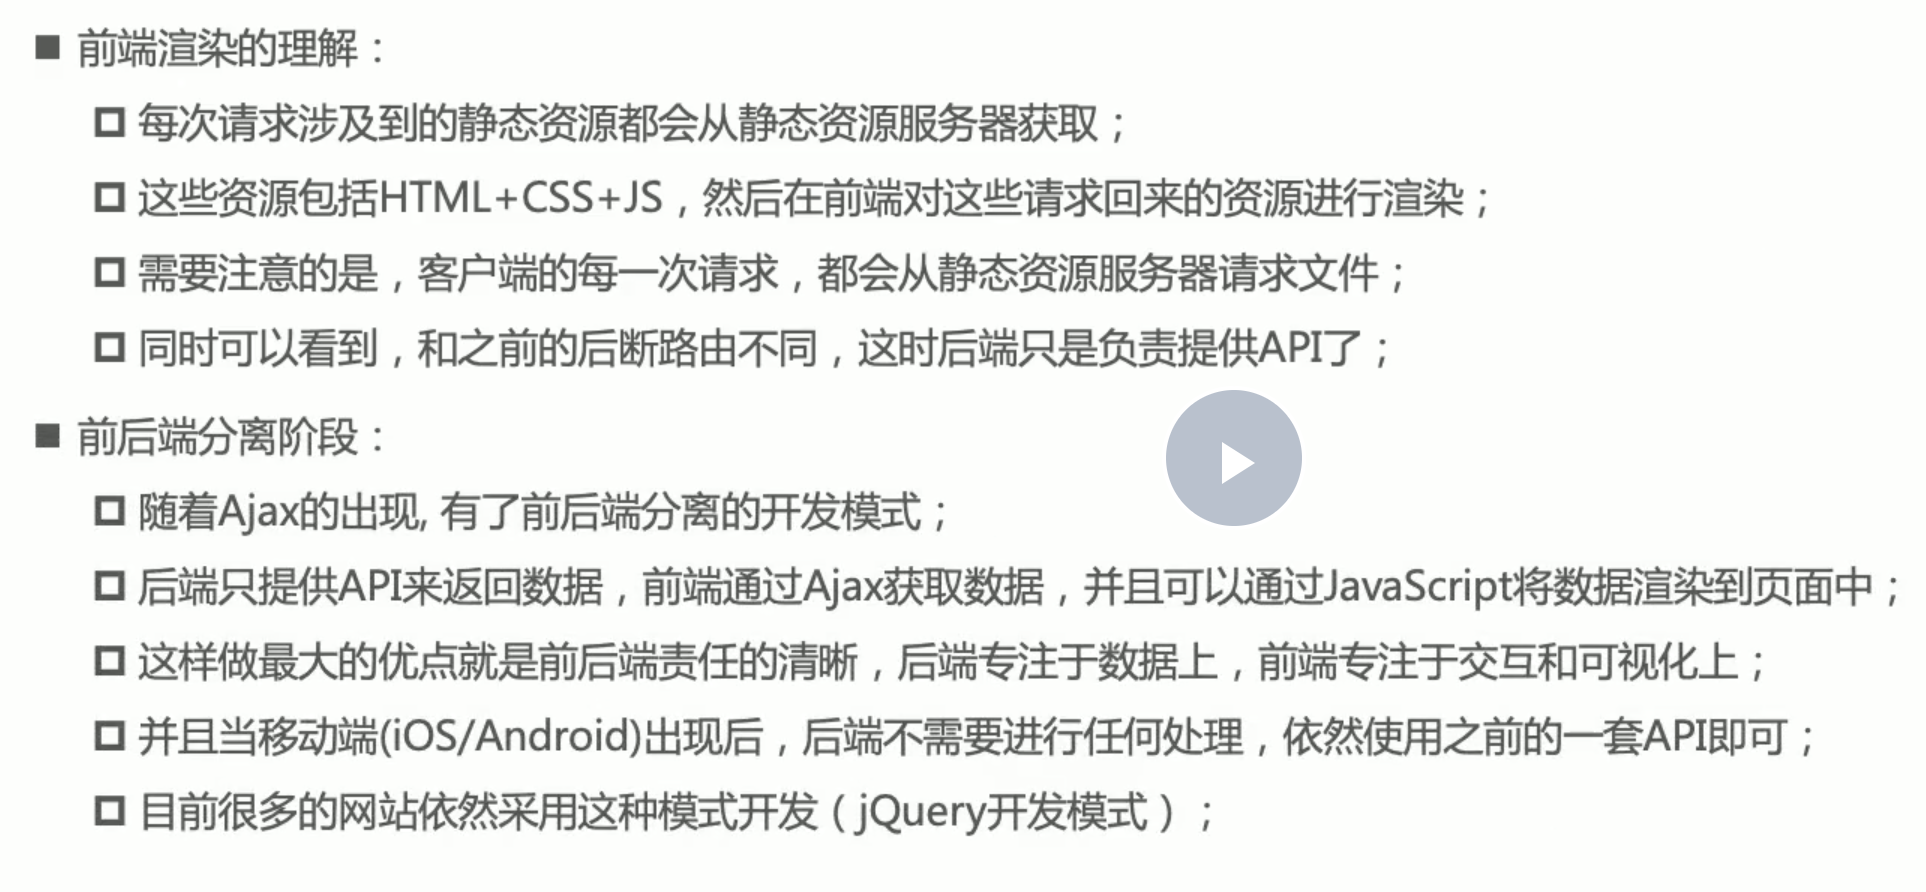 前端渲染的理解：
每次请求涉及到的静态资源都会从静态资源服务器获取；
这些资源包括HTML+CSS+JS，然后在前端对这些请求回来的资源进行渲染；
需要注意的是，客户端的每一次请求，都会从静态资源服务器请求文件；
同时可以看到，和之前的后断路由不同，这时后端只是负责提供API了；
前后端分离阶段：
随着Ajax的出现, 有了前后端分离的开发模式；
后端只提供API来返回数据，前端通过Ajax获取数据，并且可以通过JavaScript将数据渲染到页面中；
这样做最大的优点就是前后端责任的清晰，后端专注于数据上，前端专注于交互和可视化上；
并且当移动端(iOS/Android)出现后，后端不需要进行任何处理，依然使用之前的一套API即可；
目前很多的网站依然采用这种模式开发（jQuery开发模式）；